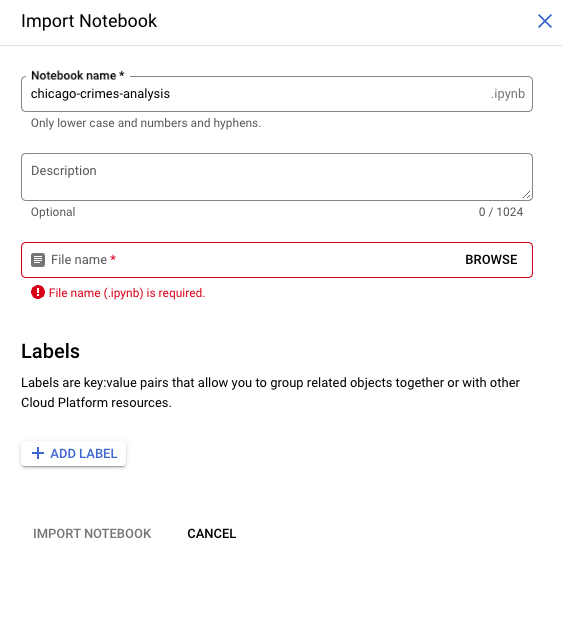 Import Notebook
Notebook name *
chicago-crimes-analysis .ipynb
Only lower case and numbers and hyphens.
Description
Optional 0 / 1024
File name * BROWSE
File name (.ipynb) is required.
Labels
Labels are key:value pairs that allow you to group related objects together or with other
Cloud Platform resources.
ADD LABEL
IMPORT NOTEBOOK CANCEL